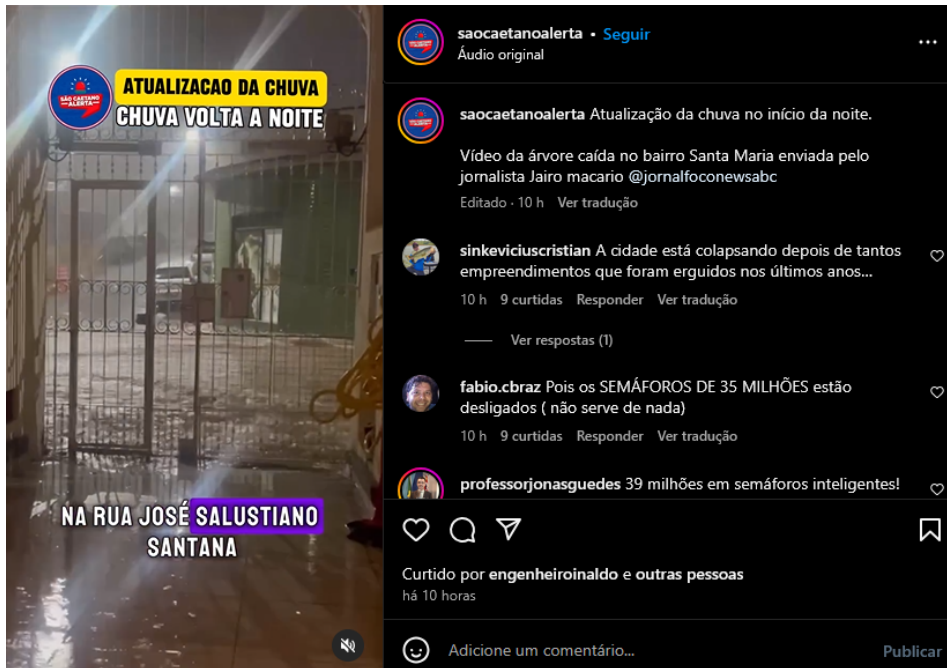 SÃO CAETANO
ALERTA
ATUALIZACAO DA CHUVA
CHUVA VOLTA A NOITE
NA RUA JOSÉ SALUSTIANO
SANTANA
saocaetanoalerta • Seguir
Áudio original
saocaetanoalerta Atualização da chuva no início da noite.
Vídeo da árvore caída no bairro Santa Maria enviada pelo
jornalista Jairo macario @jornalfoconewsabc
Editado · 10 h Ver tradução
sinkeviciuscristian A cidade está colapsando depois de tantos
empreendimentos que foram erguidos nos últimos anos...
10 h 9 curtidas Responder Ver tradução
Ver respostas (1)
fabio.cbraz Pois os SEMÁFOROS DE 35 MILHÕES estão
desligados ( não serve de nada)
10 h 9 curtidas Responder Ver tradução
professorjonasguedes 39 milhões em semáforos inteligentes!
Curtido por engenheiroinaldo e outras pessoas
há 10 horas
Adicione um comentário...
Publicar